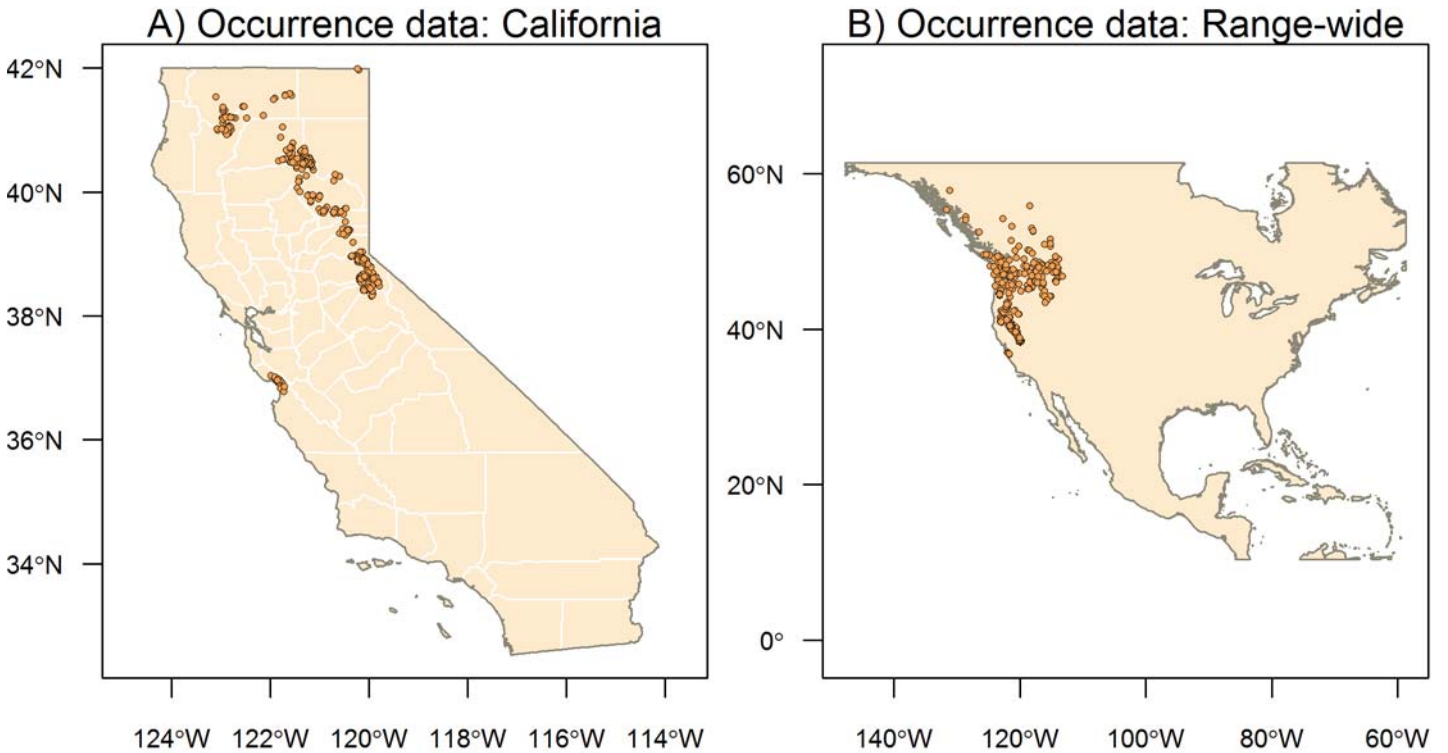 A) Occurrence data: California
42°N
40°N
38°N
36°N
34°N
124°W 122°W 120°W 118°W 116°W 114°W
B) Occurrence data: Range-wide
60°N
40°N
20°N
0°
140°W 120°W 100°W 80°W 60°W